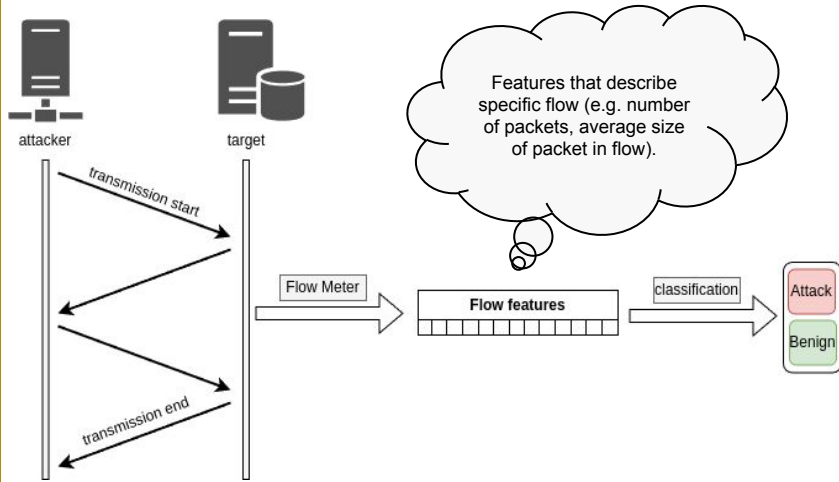 Features that describe
specific flow (e.g. number
of packets, average size
of packet in flow).
attacker
target
transmission start
Flow Meter
Flow features
classification
Attack
Benign
transmission end